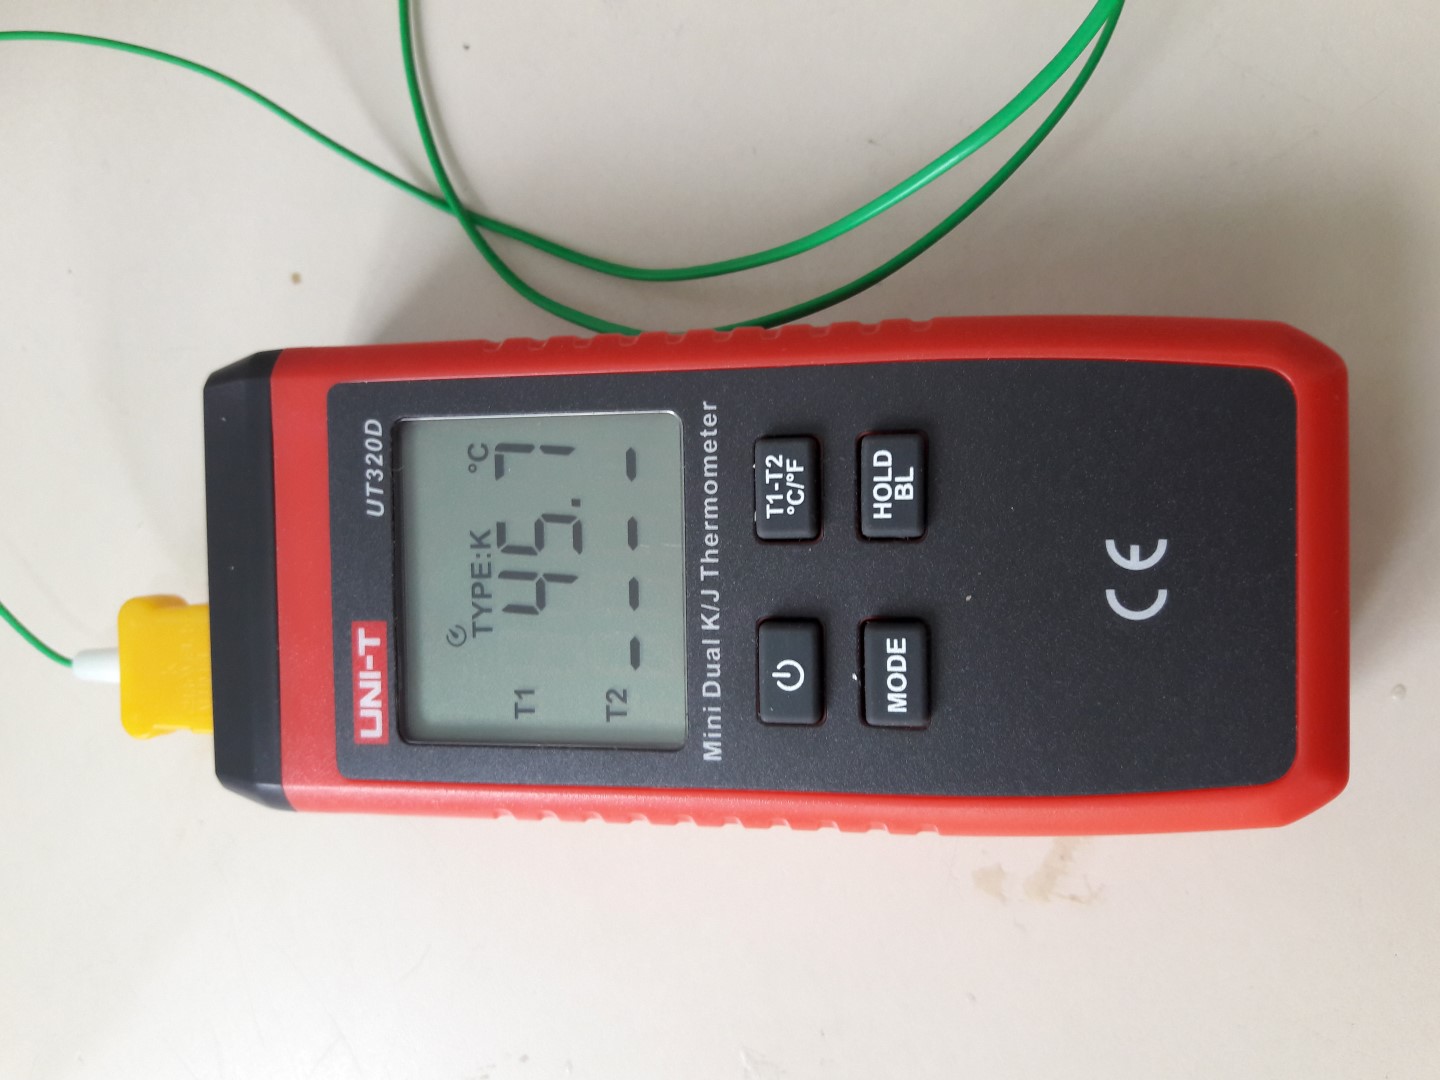 UNI-T UT320D
TYPE:K °C
T1 45.7
T2 - - - -
Mini Dual K/J Thermometer
T1-T2
°C/°F
MODE
HOLD
BL
CE